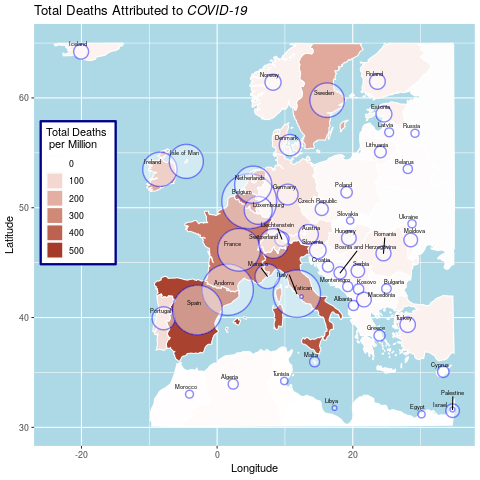 Total Deaths Attributed to COVID-19
Iceland
Norway
Sweden
Finland
Estonia
Latvia
Russia
Denmark
Lithuania
Ireland
Isle of Man
Belarus
Netherlands
Germany
Poland
Belgium
Luxembourg
Czech Republic
Slovakia
Ukraine
Liechtenstein
Austria
Hungary
Romania
Moldova
France
Switzerland
Slovenia
Bosnia and Herzegovina
Croatia
Serbia
Monaco
Italy
Andorra
Vatican
Montenegro
Kosovo
Bulgaria
Spain
Portugal
Albania
Macedonia
Greece
Turkey
Malta
Cyprus
Morocco
Algeria
Tunisia
Libya
Egypt
Israel
Palestine
Total Deaths
per Million
0
100
200
300
400
500
60
50
40
30
-20
0
20
Latitude
Longitude